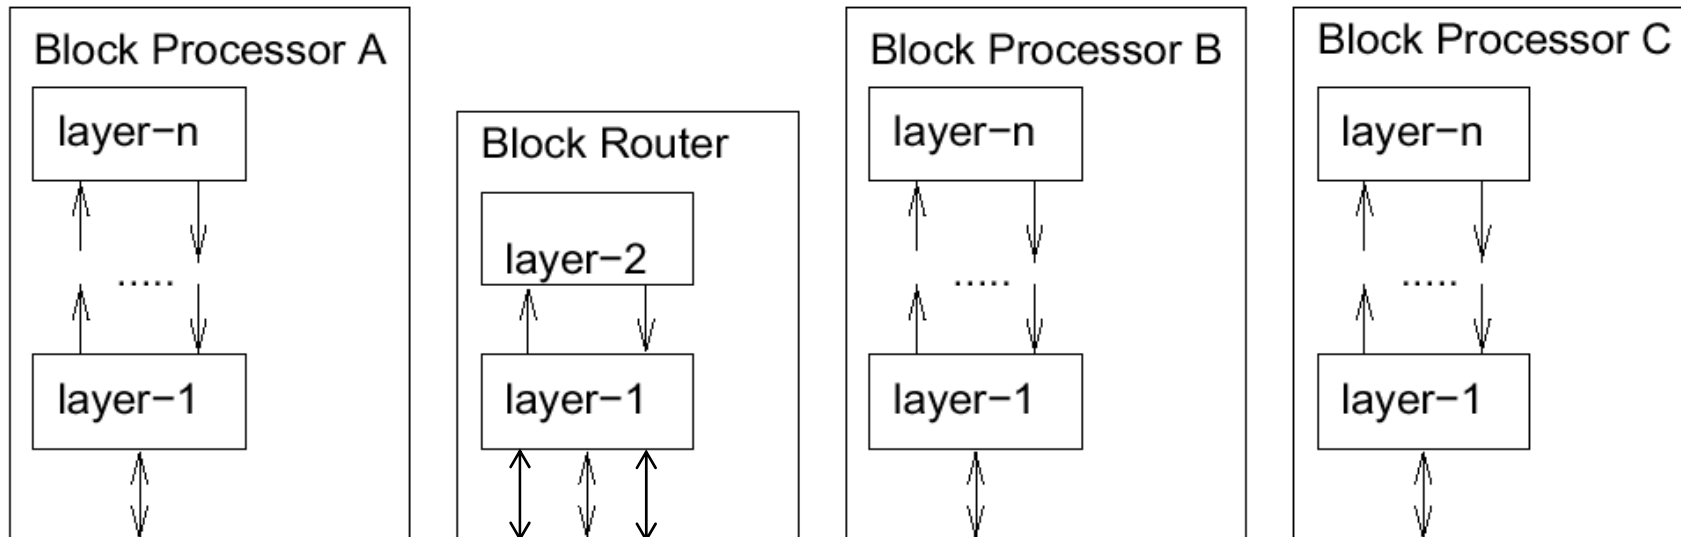 Block Processor A
layer−n
.....
layer−1
Block Router
layer−2
layer−1
Block Processor B
layer−n
.....
layer−1
Block Processor C
layer−n
.....
layer−1